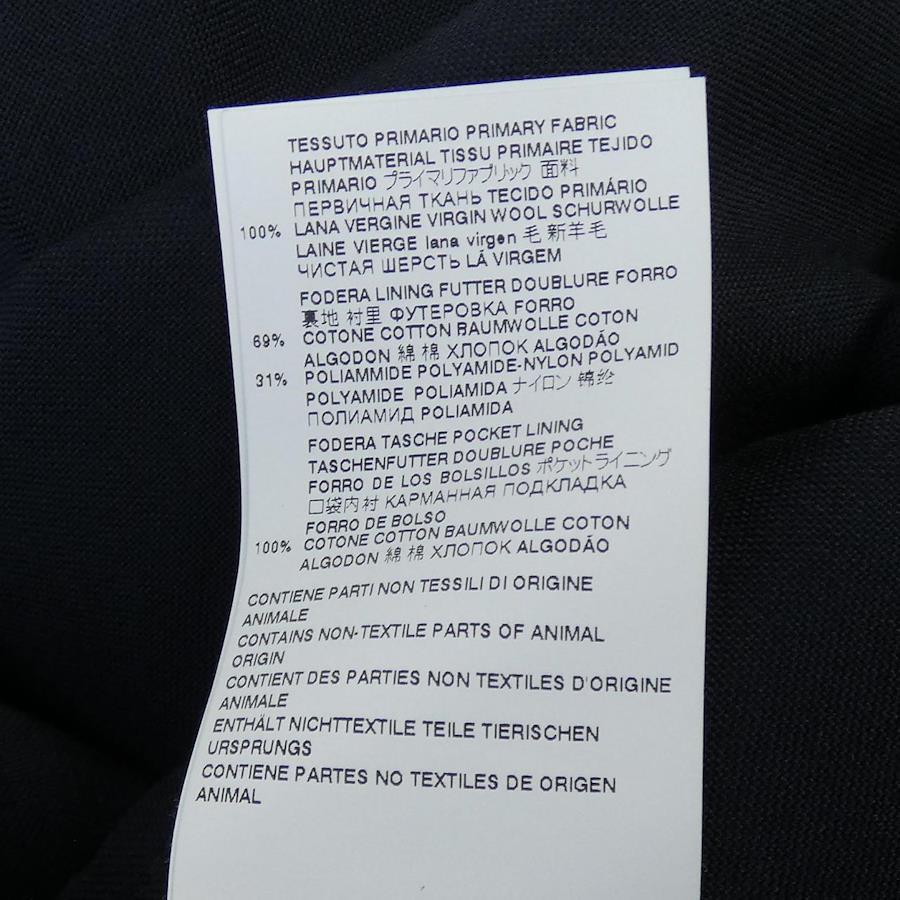 TESSUTO PRIMARIO PRIMARY FABRIC
HAUPTMATERIAL TISSU PRIMAIRE TEJIDO
PRIMARIO プライマリファブリック 面料
ПЕРВИЧНАЯ ТКАНЬ TECIDO PRIMÁRIO
100% LANA VERGINE VIRGIN WOOL SCHURWOLLE
LAINE VIERGE lana virgen 毛 新羊毛
ЧИСТАЯ ШЕРСТЬ LÃ VIRGEM
FODERA LINING FUTTER DOUBLURE FORRO
裏地 衬里 ФУТЕРОВКА FORRO
69% COTONE COTTON BAUMWOLLE COTON
ALGODON 綿 棉 ХЛОПОК ALGODÃO
31% POLIAMMIDE POLYAMIDE-NYLON POLYAMID
POLYAMIDE POLIAMIDA ナイロン 锦纶
ПОЛИАМИД POLIAMIDA
FODERA TASCHE POCKET LINING
TASCHENFUTTER DOUBLURE POCHE
FORRO DE LOS BOLSILLOS ポケットライニング
口袋内衬 КАРМАННАЯ ПОДКЛАДКА
FORRO DE BOLSO
100% COTONE COTTON BAUMWOLLE COTON
ALGODON 綿 棉 ХЛОПОК ALGODÃO
CONTIENE PARTI NON TESSILI DI ORIGINE
ANIMALE
CONTAINS NON-TEXTILE PARTS OF ANIMAL
ORIGIN
CONTIENT DES PARTIES NON TEXTILES D'ORIGINE
ANIMALE
ENTHÄLT NICHTTEXTILE TEILE TIERISCHEN
URSPRUNGS
CONTIENE PARTES NO TEXTILES DE ORIGEN
ANIMAL